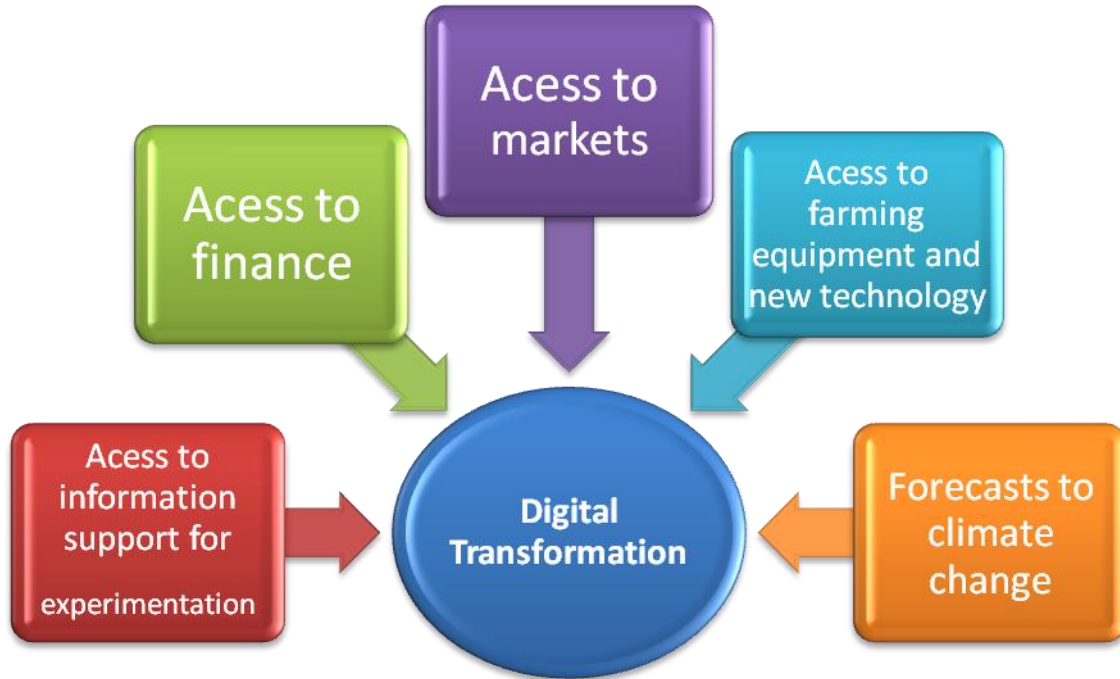 Acess to
markets
Acess to
finance
Acess to
farming
equipment and
new technology
Acess to
information
support for
experimentation
Digital
Transformation
Forecasts to
climate
change